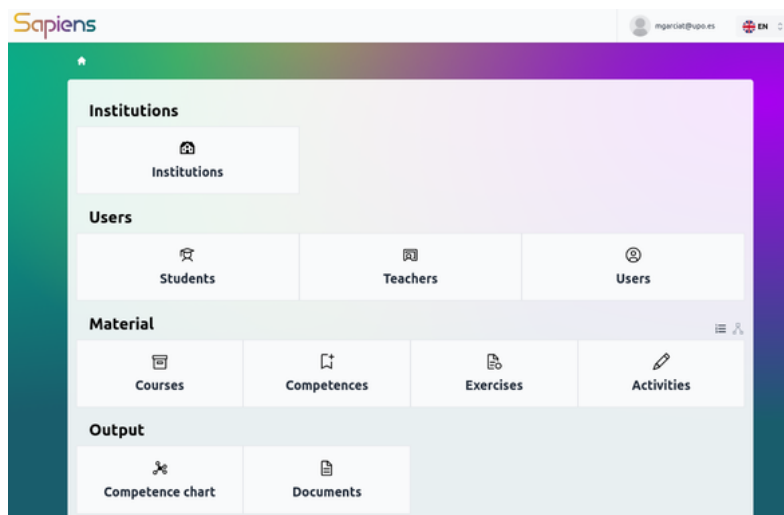 Sapiens
mgarciat@upo.es EN
Institutions
Institutions
Users
Students Teachers Users
Material
Courses Competences Exercises Activities
Output
Competence chart Documents